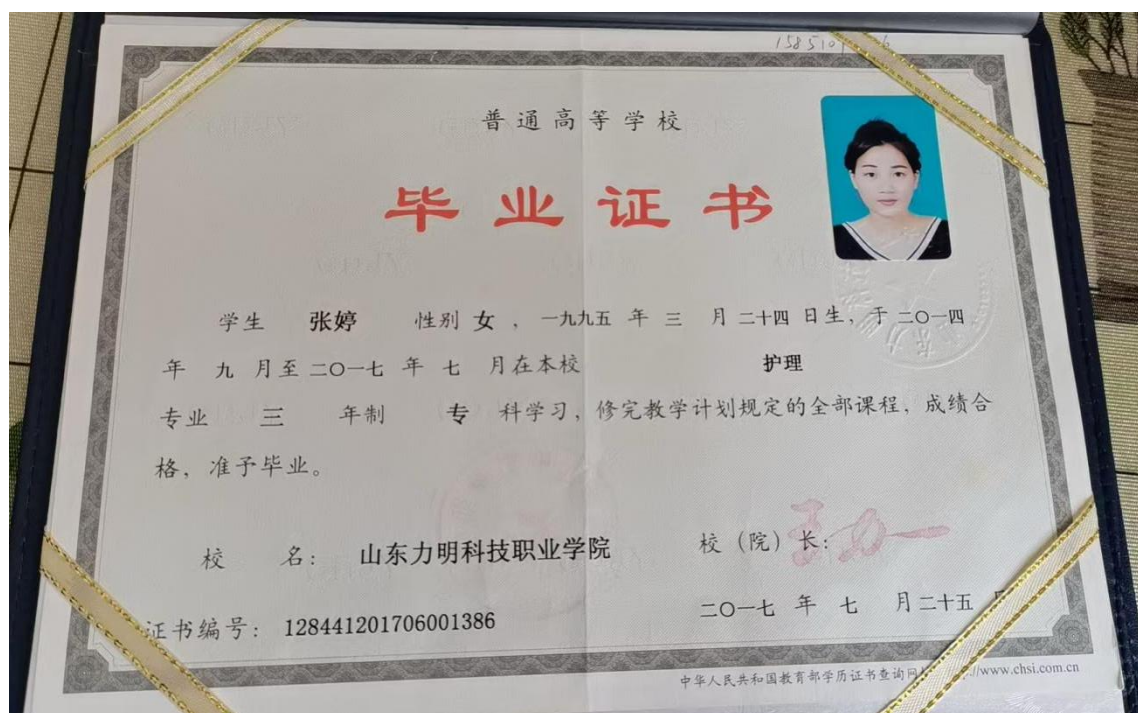 普通高等学校
毕业证书
学生 张婷 性别 女 ，一九九五 年 三 月 二十四 日生，于 二〇一四
年 九 月至 二〇一七 年 七 月在本校 护理
专业 三 年制 专 科学习，修完教学计划规定的全部课程，成绩合
格，准予毕业。
校 名： 山东力明科技职业学院 校（院）长：
证书编号： 128441201706001386 二〇一七 年 七 月 二十五
中华人民共和国教育部学历证书查询网 /www.chsi.com.cn